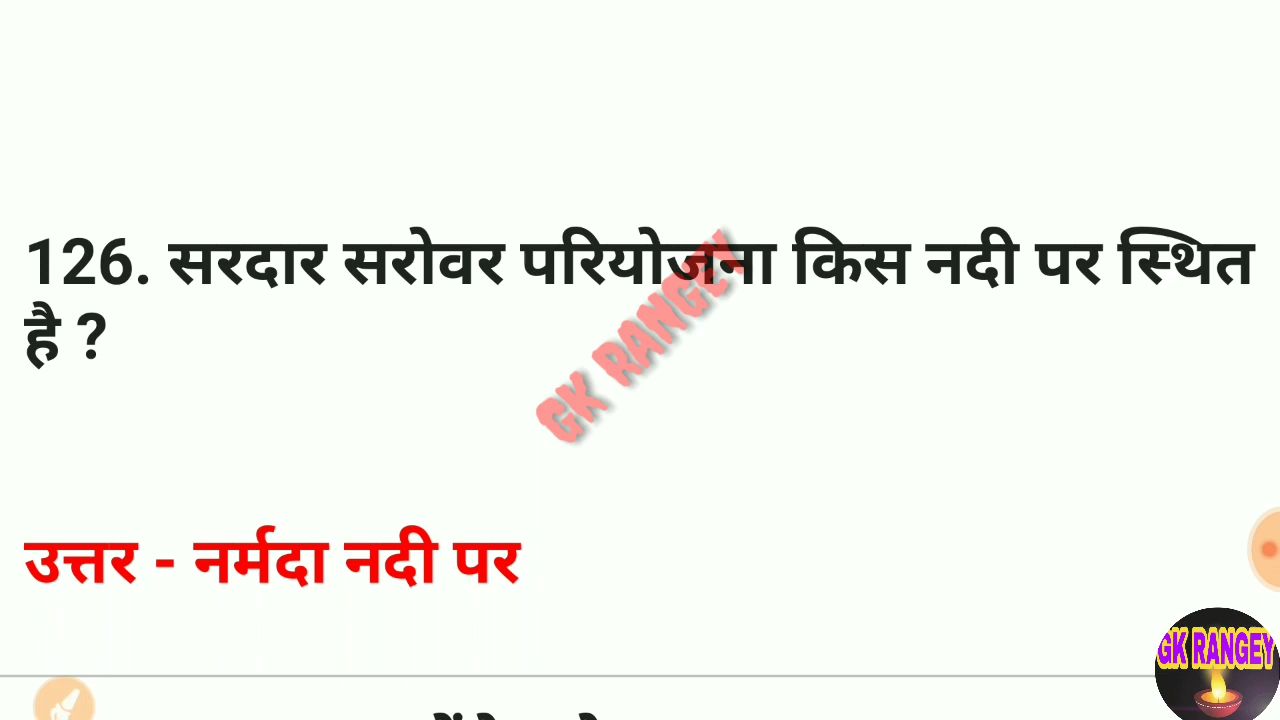 126. सरदार सरोवर परियोजना किस नदी पर स्थित
है ?
GK RANGEY
उत्तर - नर्मदा नदी पर
GK RANGEY